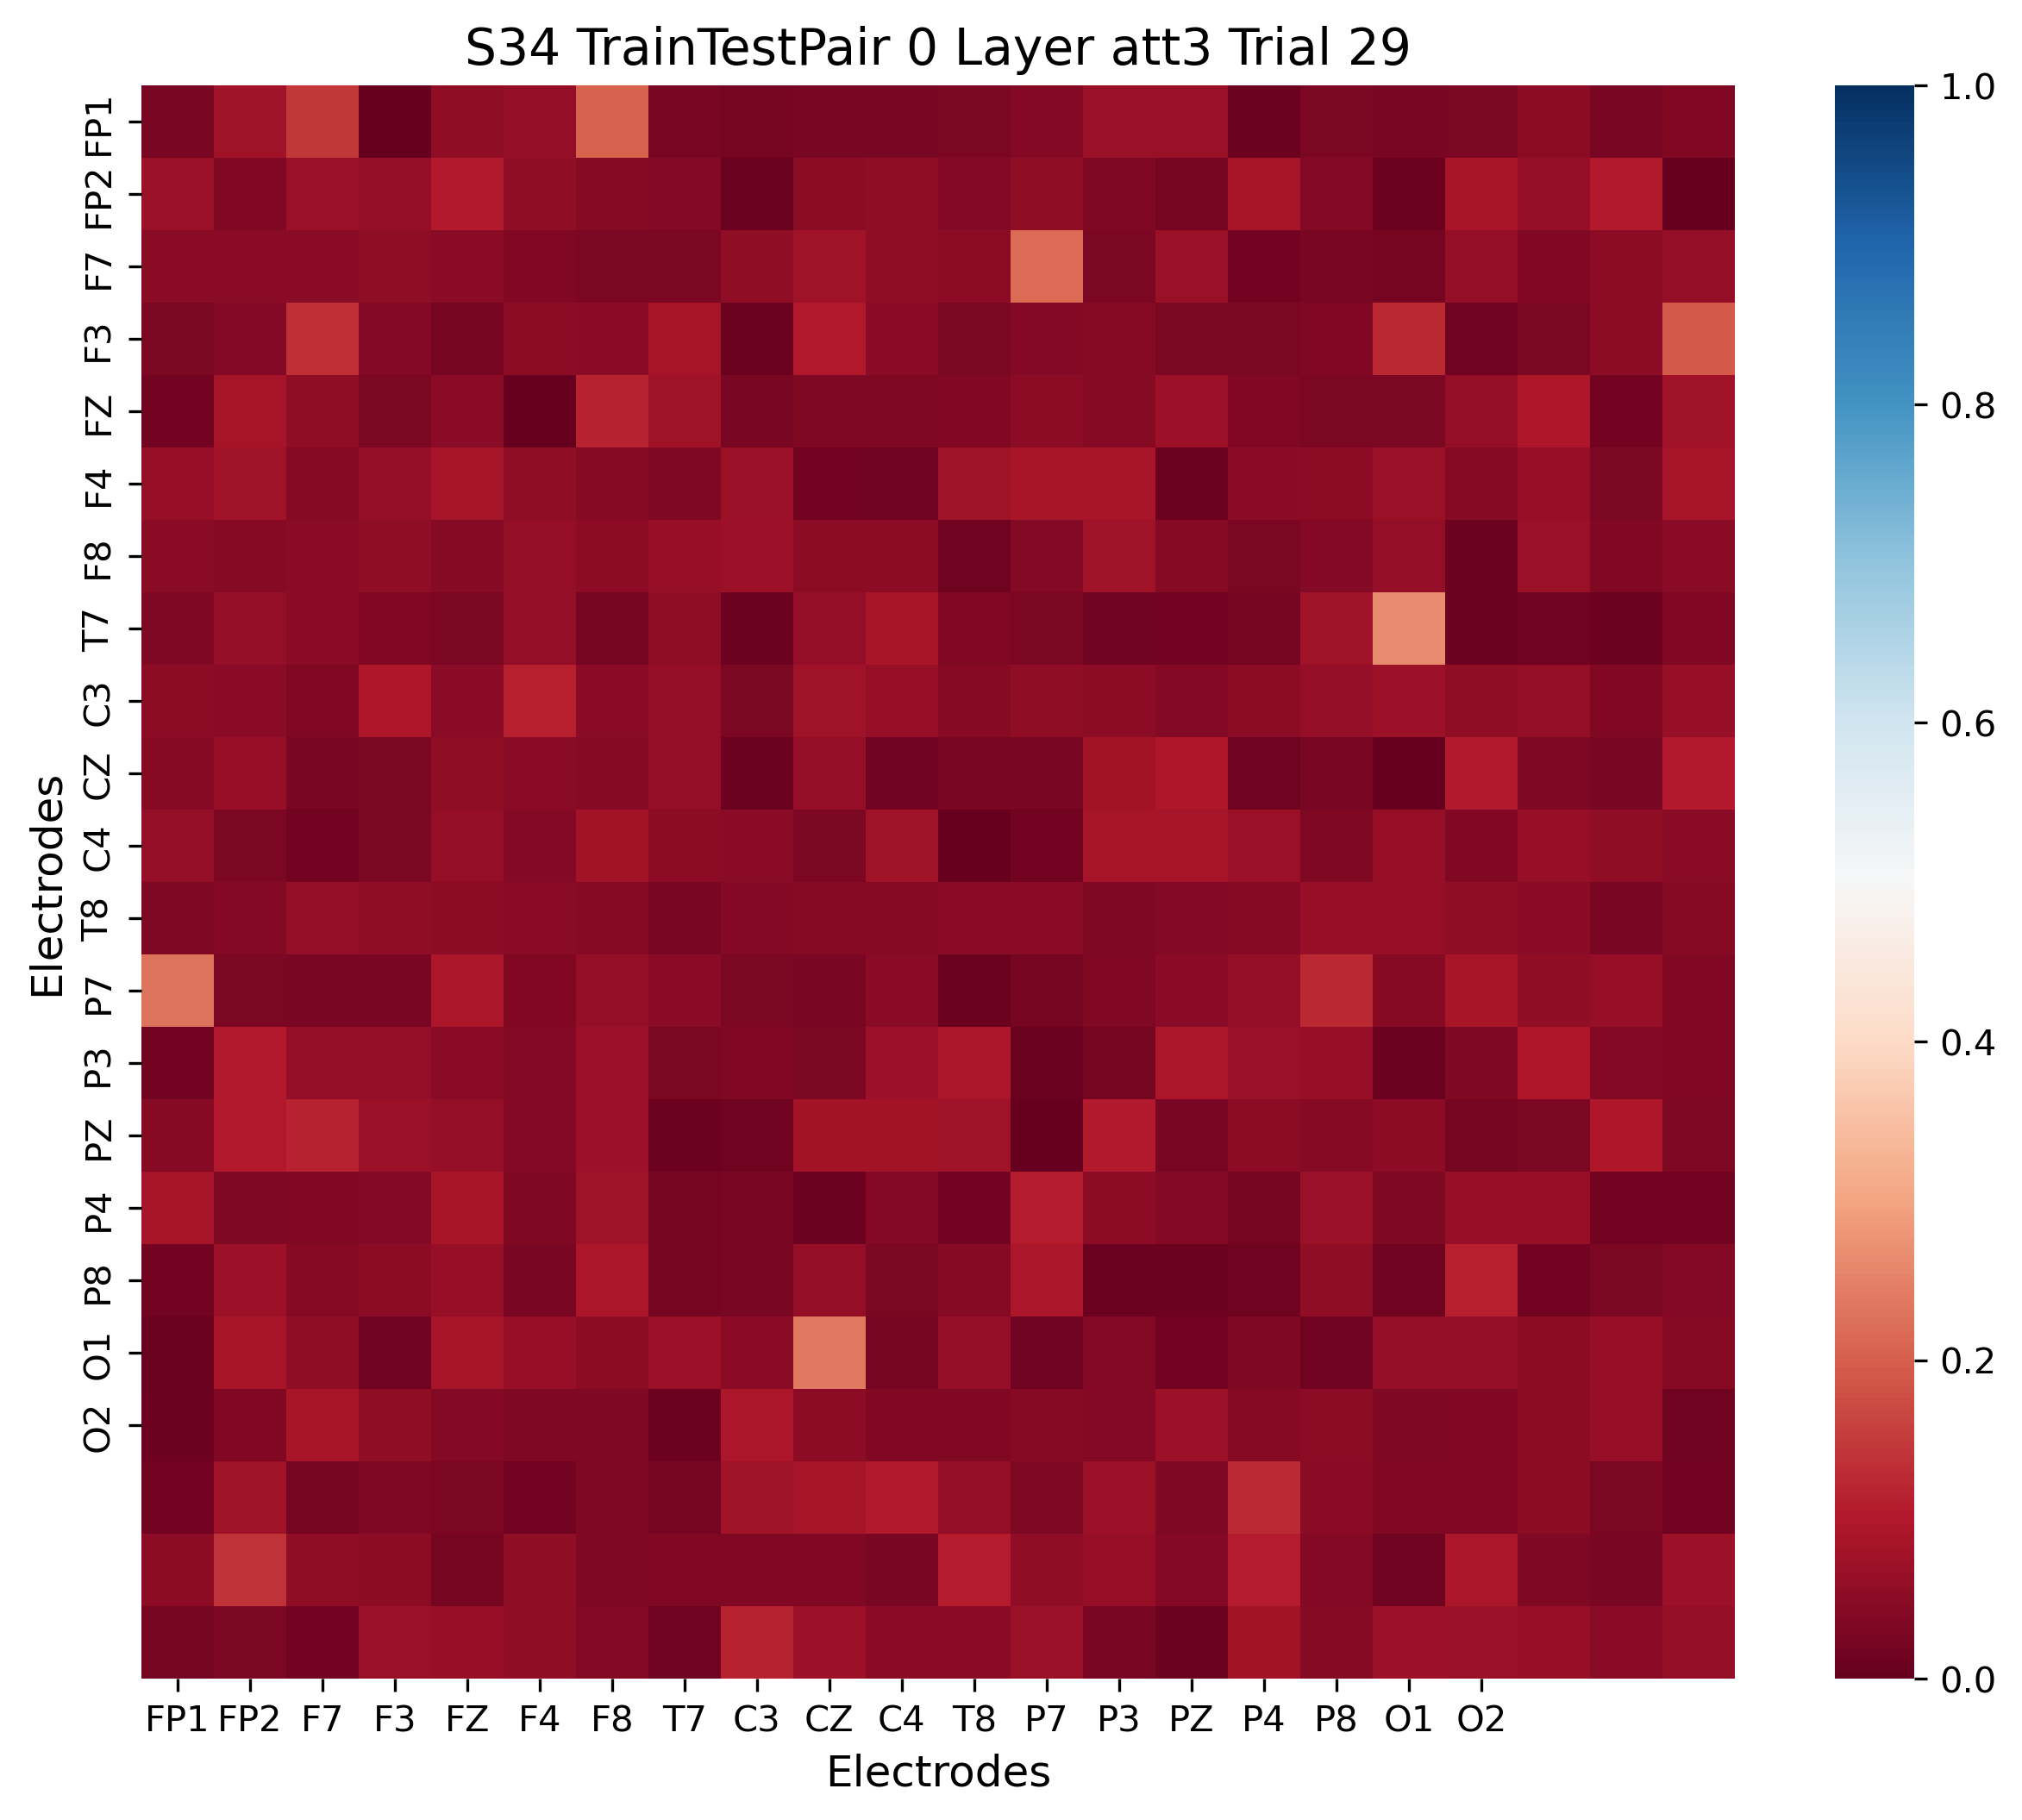 S34 TrainTestPair 0 Layer att3 Trial 29
FP1
FP2
F7
F3
FZ
F4
F8
T7
C3
CZ
C4
T8
P7
P3
PZ
P4
P8
O1
O2
Electrodes
FP1 FP2 F7 F3 FZ F4 F8 T7 C3 CZ C4 T8 P7 P3 PZ P4 P8 O1 O2
Electrodes
1.0
0.8
0.6
0.4
0.2
0.0